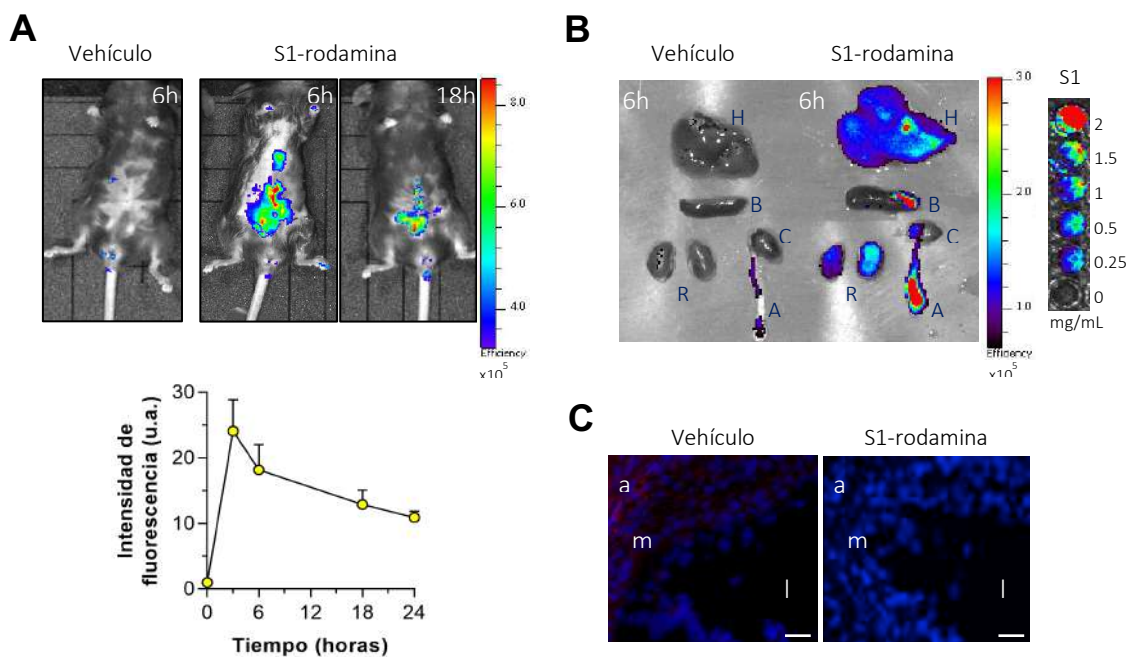 A
Vehículo
S1-rodamina
6h
6h
18h
8.0
6.0
4.0
Efficiency
x10⁵
Intensidad de
fluorescencia (u.a.)
30
20
10
0
0 6 12 18 24
Tiempo (horas)
B
Vehículo
S1-rodamina
6h
6h
H
H
B
B
C
C
R
R
A
A
3.0
2.0
1.0
Efficiency
x10⁵
S1
2
1.5
1
0.5
0.25
0
mg/mL
C
Vehículo
S1-rodamina
a
a
m
m
l
l